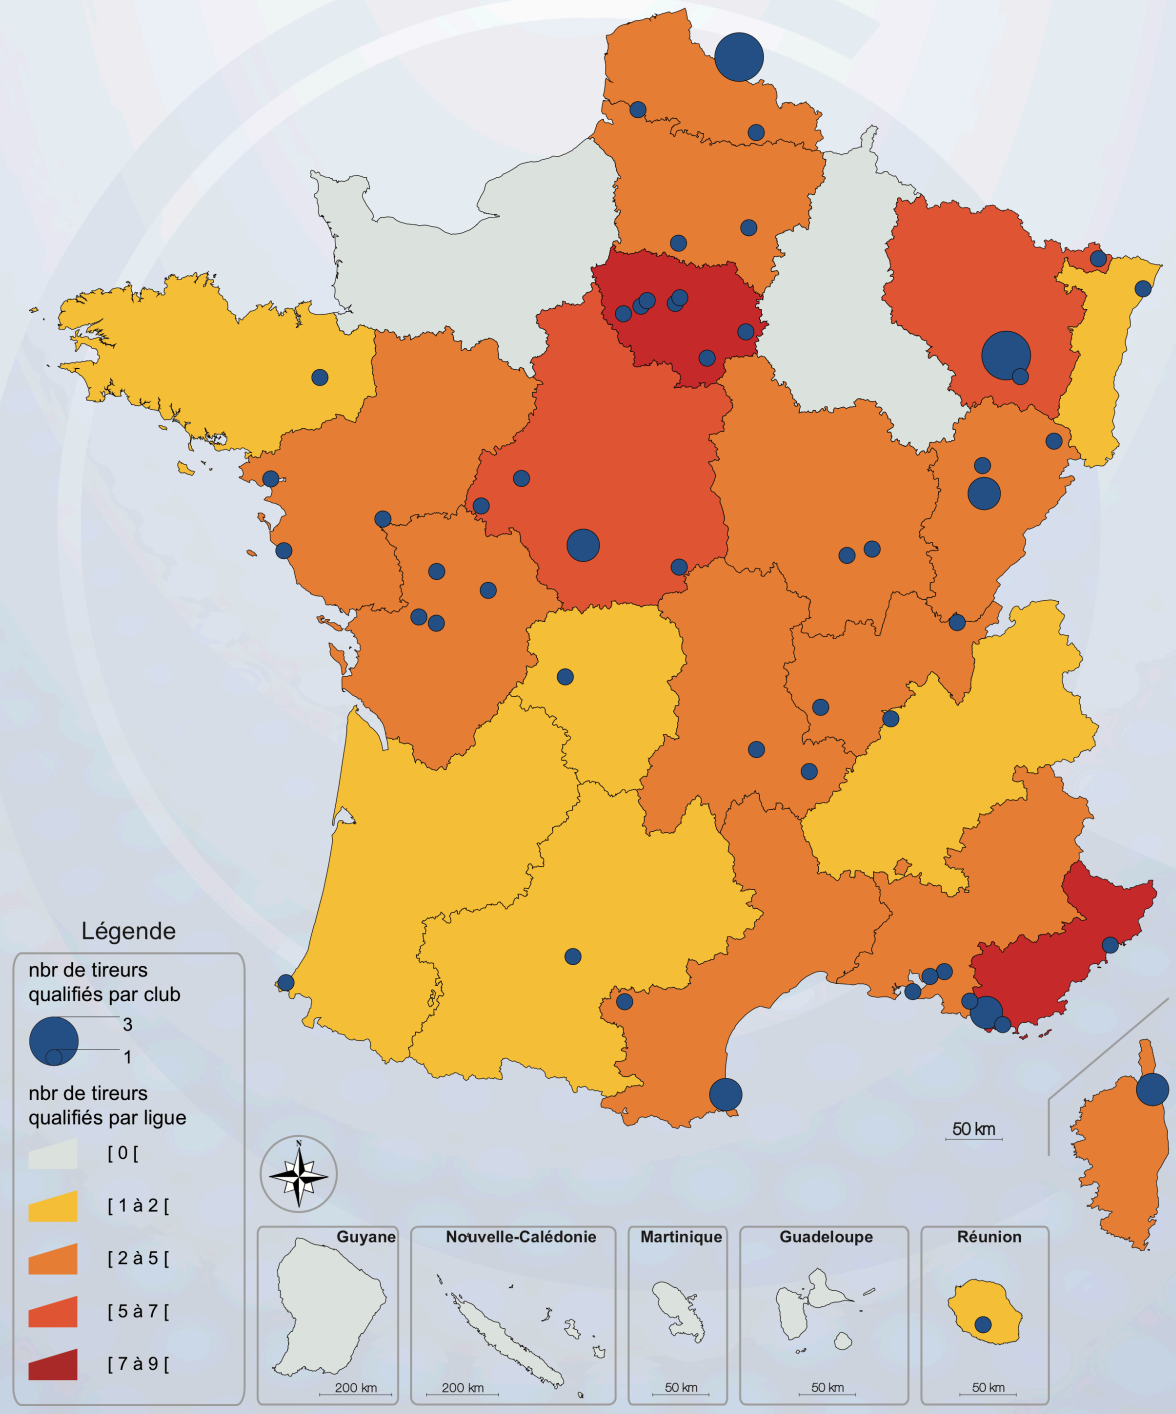 Légende
nbr de tireurs
qualifiés par club
3
1
nbr de tireurs
qualifiés par ligue
[ 0 [
[ 1 à 2 [
[ 2 à 5 [
[ 5 à 7 [
[ 7 à 9 [
50 km
N
Guyane
200 km
Nouvelle-Calédonie
200 km
Martinique
50 km
Guadeloupe
50 km
Réunion
50 km